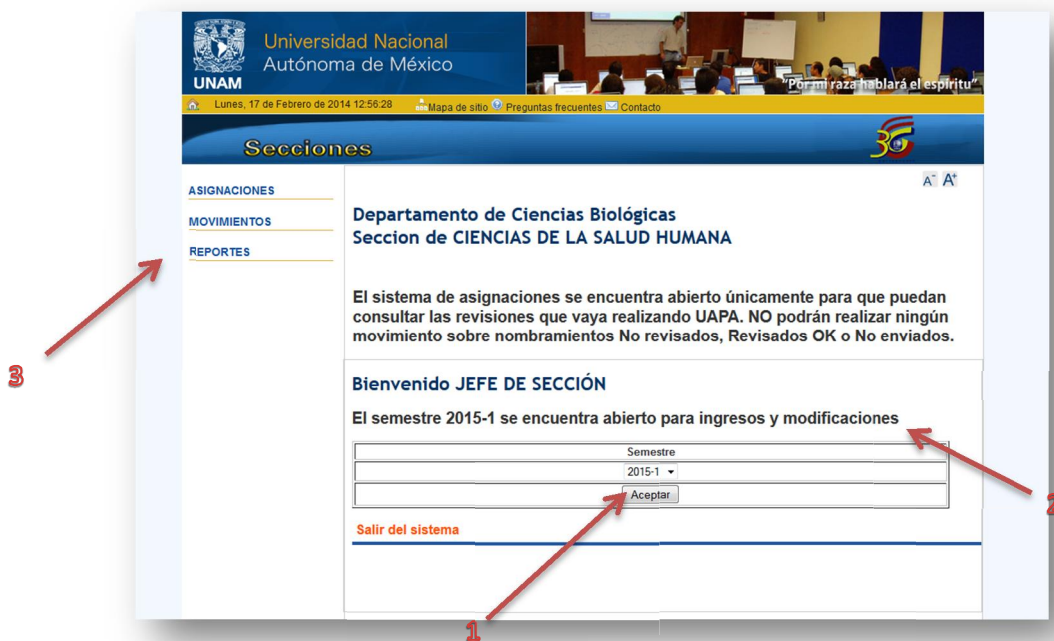 Universidad Nacional
Autónoma de México
UNAM
"Por mi raza hablará el espíritu"
Lunes, 17 de Febrero de 2014 12:56:28 Mapa de sitio Preguntas frecuentes Contacto
Secciones
A- A+
ASIGNACIONES
MOVIMIENTOS
REPORTES
Departamento de Ciencias Biológicas
Seccion de CIENCIAS DE LA SALUD HUMANA
El sistema de asignaciones se encuentra abierto únicamente para que puedan
consultar las revisiones que vaya realizando UAPA. NO podrán realizar ningún
movimiento sobre nombramientos No revisados, Revisados OK o No enviados.
3
Bienvenido JEFE DE SECCIÓN
El semestre 2015-1 se encuentra abierto para ingresos y modificaciones
Semestre
2015-1
Aceptar
2
Salir del sistema
1